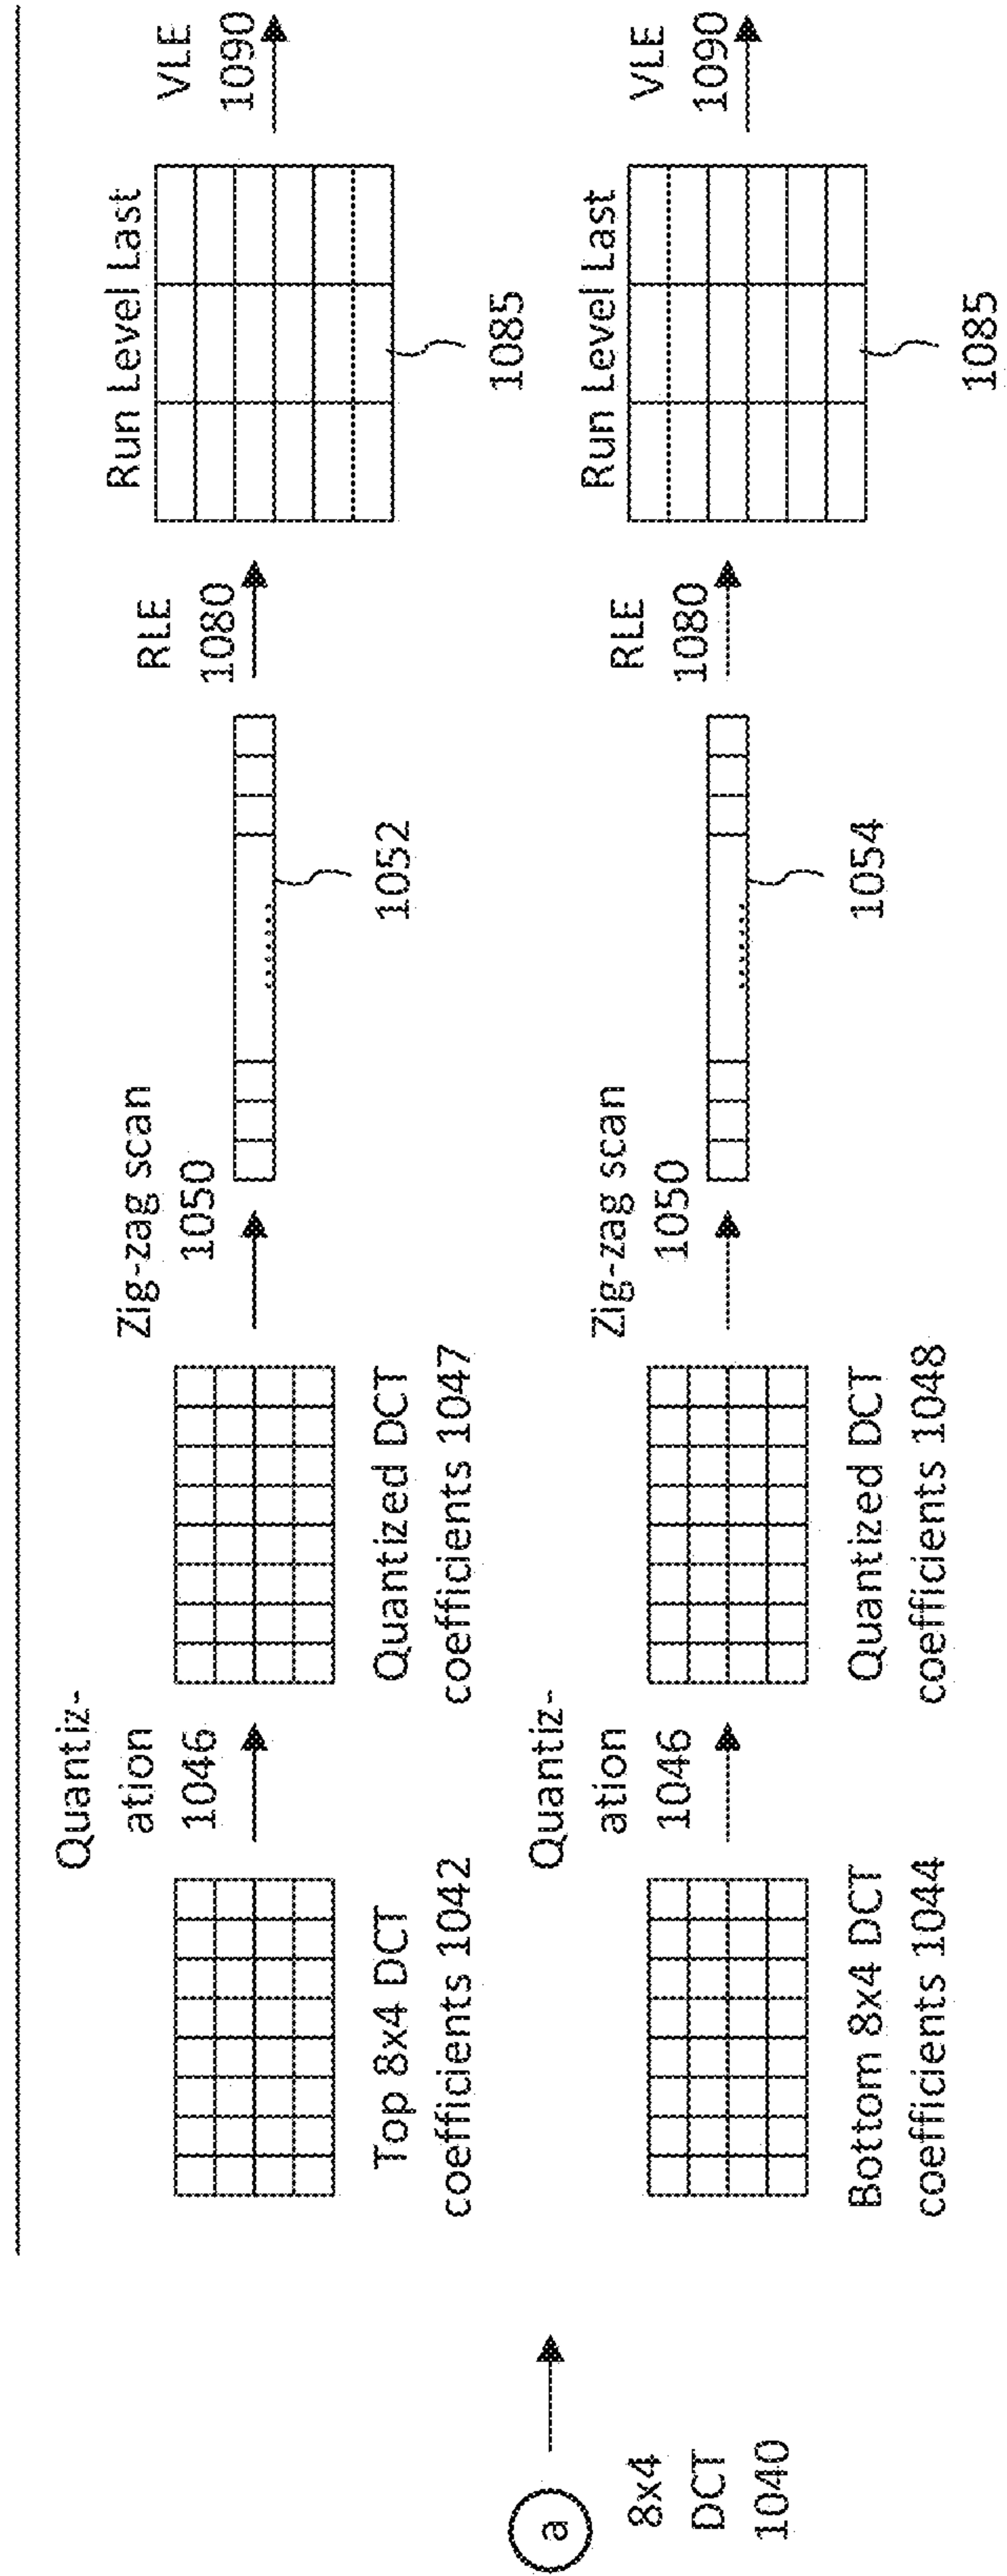 a
8x4
DCT
1040
Quantiz-
ation
1046
Top 8x4 DCT
coefficients 1042
Quantized DCT
coefficients 1047
Zig-zag scan
1050
1052
RLE
1080
Run Level Last
1085
VLE
1090
Quantiz-
ation
1046
Bottom 8x4 DCT
coefficients 1044
Quantized DCT
coefficients 1048
Zig-zag scan
1050
1054
RLE
1080
Run Level Last
1085
VLE
1090